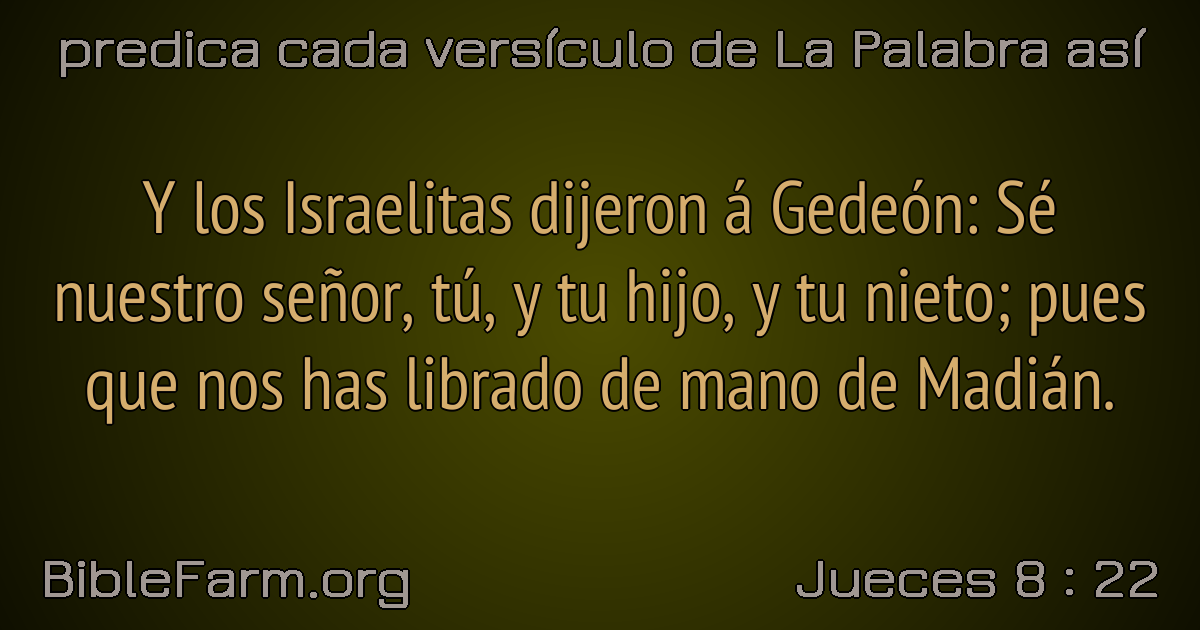 predica cada versículo de La Palabra así
Y los Israelitas dijeron á Gedeón: Sé
nuestro señor, tú, y tu hijo, y tu nieto; pues
que nos has librado de mano de Madián.
BibleFarm.org
Jueces 8 : 22